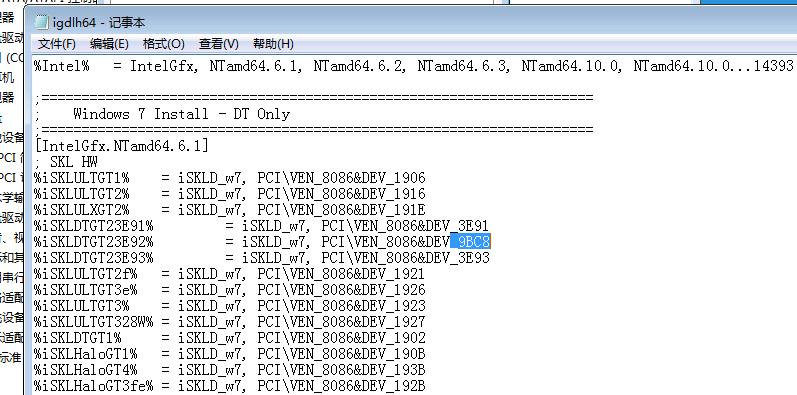 igdlh64 - 记事本
文件(F) 编辑(E) 格式(O) 查看(V) 帮助(H)
%Intel% = IntelGfx, NTamd64.6.1, NTamd64.6.2, NTamd64.6.3, NTamd64.10.0, NTamd64.10.0...14393
;======================================================================
; Windows 7 Install - DT Only
;======================================================================
[IntelGfx.NTamd64.6.1]
; SKL HW
%iSKLULTGT1% = iSKLD_w7, PCI\VEN_8086&DEV_1906
%iSKLULTGT2% = iSKLD_w7, PCI\VEN_8086&DEV_1916
%iSKLULXGT2% = iSKLD_w7, PCI\VEN_8086&DEV_191E
%iSKLDTGT23E91% = iSKLD_w7, PCI\VEN_8086&DEV_3E91
%iSKLDTGT23E92% = iSKLD_w7, PCI\VEN_8086&DEV_9BC8
%iSKLDTGT23E93% = iSKLD_w7, PCI\VEN_8086&DEV_3E93
%iSKLULTGT2f% = iSKLD_w7, PCI\VEN_8086&DEV_1921
%iSKLULTGT3e% = iSKLD_w7, PCI\VEN_8086&DEV_1926
%iSKLULTGT3% = iSKLD_w7, PCI\VEN_8086&DEV_1923
%iSKLULTGT328W% = iSKLD_w7, PCI\VEN_8086&DEV_1927
%iSKLDTGT1% = iSKLD_w7, PCI\VEN_8086&DEV_1902
%iSKLHaloGT1% = iSKLD_w7, PCI\VEN_8086&DEV_190B
%iSKLHaloGT4% = iSKLD_w7, PCI\VEN_8086&DEV_193B
%iSKLHaloGT3fe% = iSKLD_w7, PCI\VEN_8086&DEV_192B